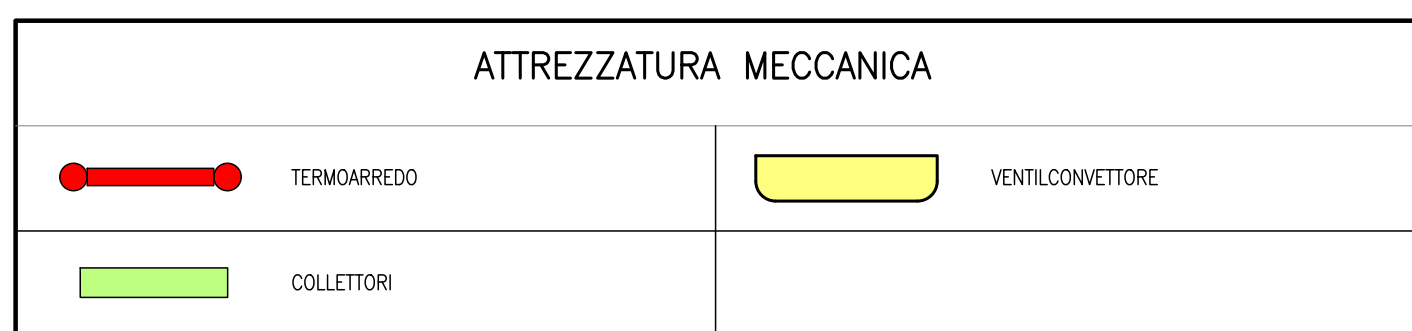 ATTREZZATURA MECCANICA
TERMOARREDO
VENTILCONVETTORE
COLLETTORI